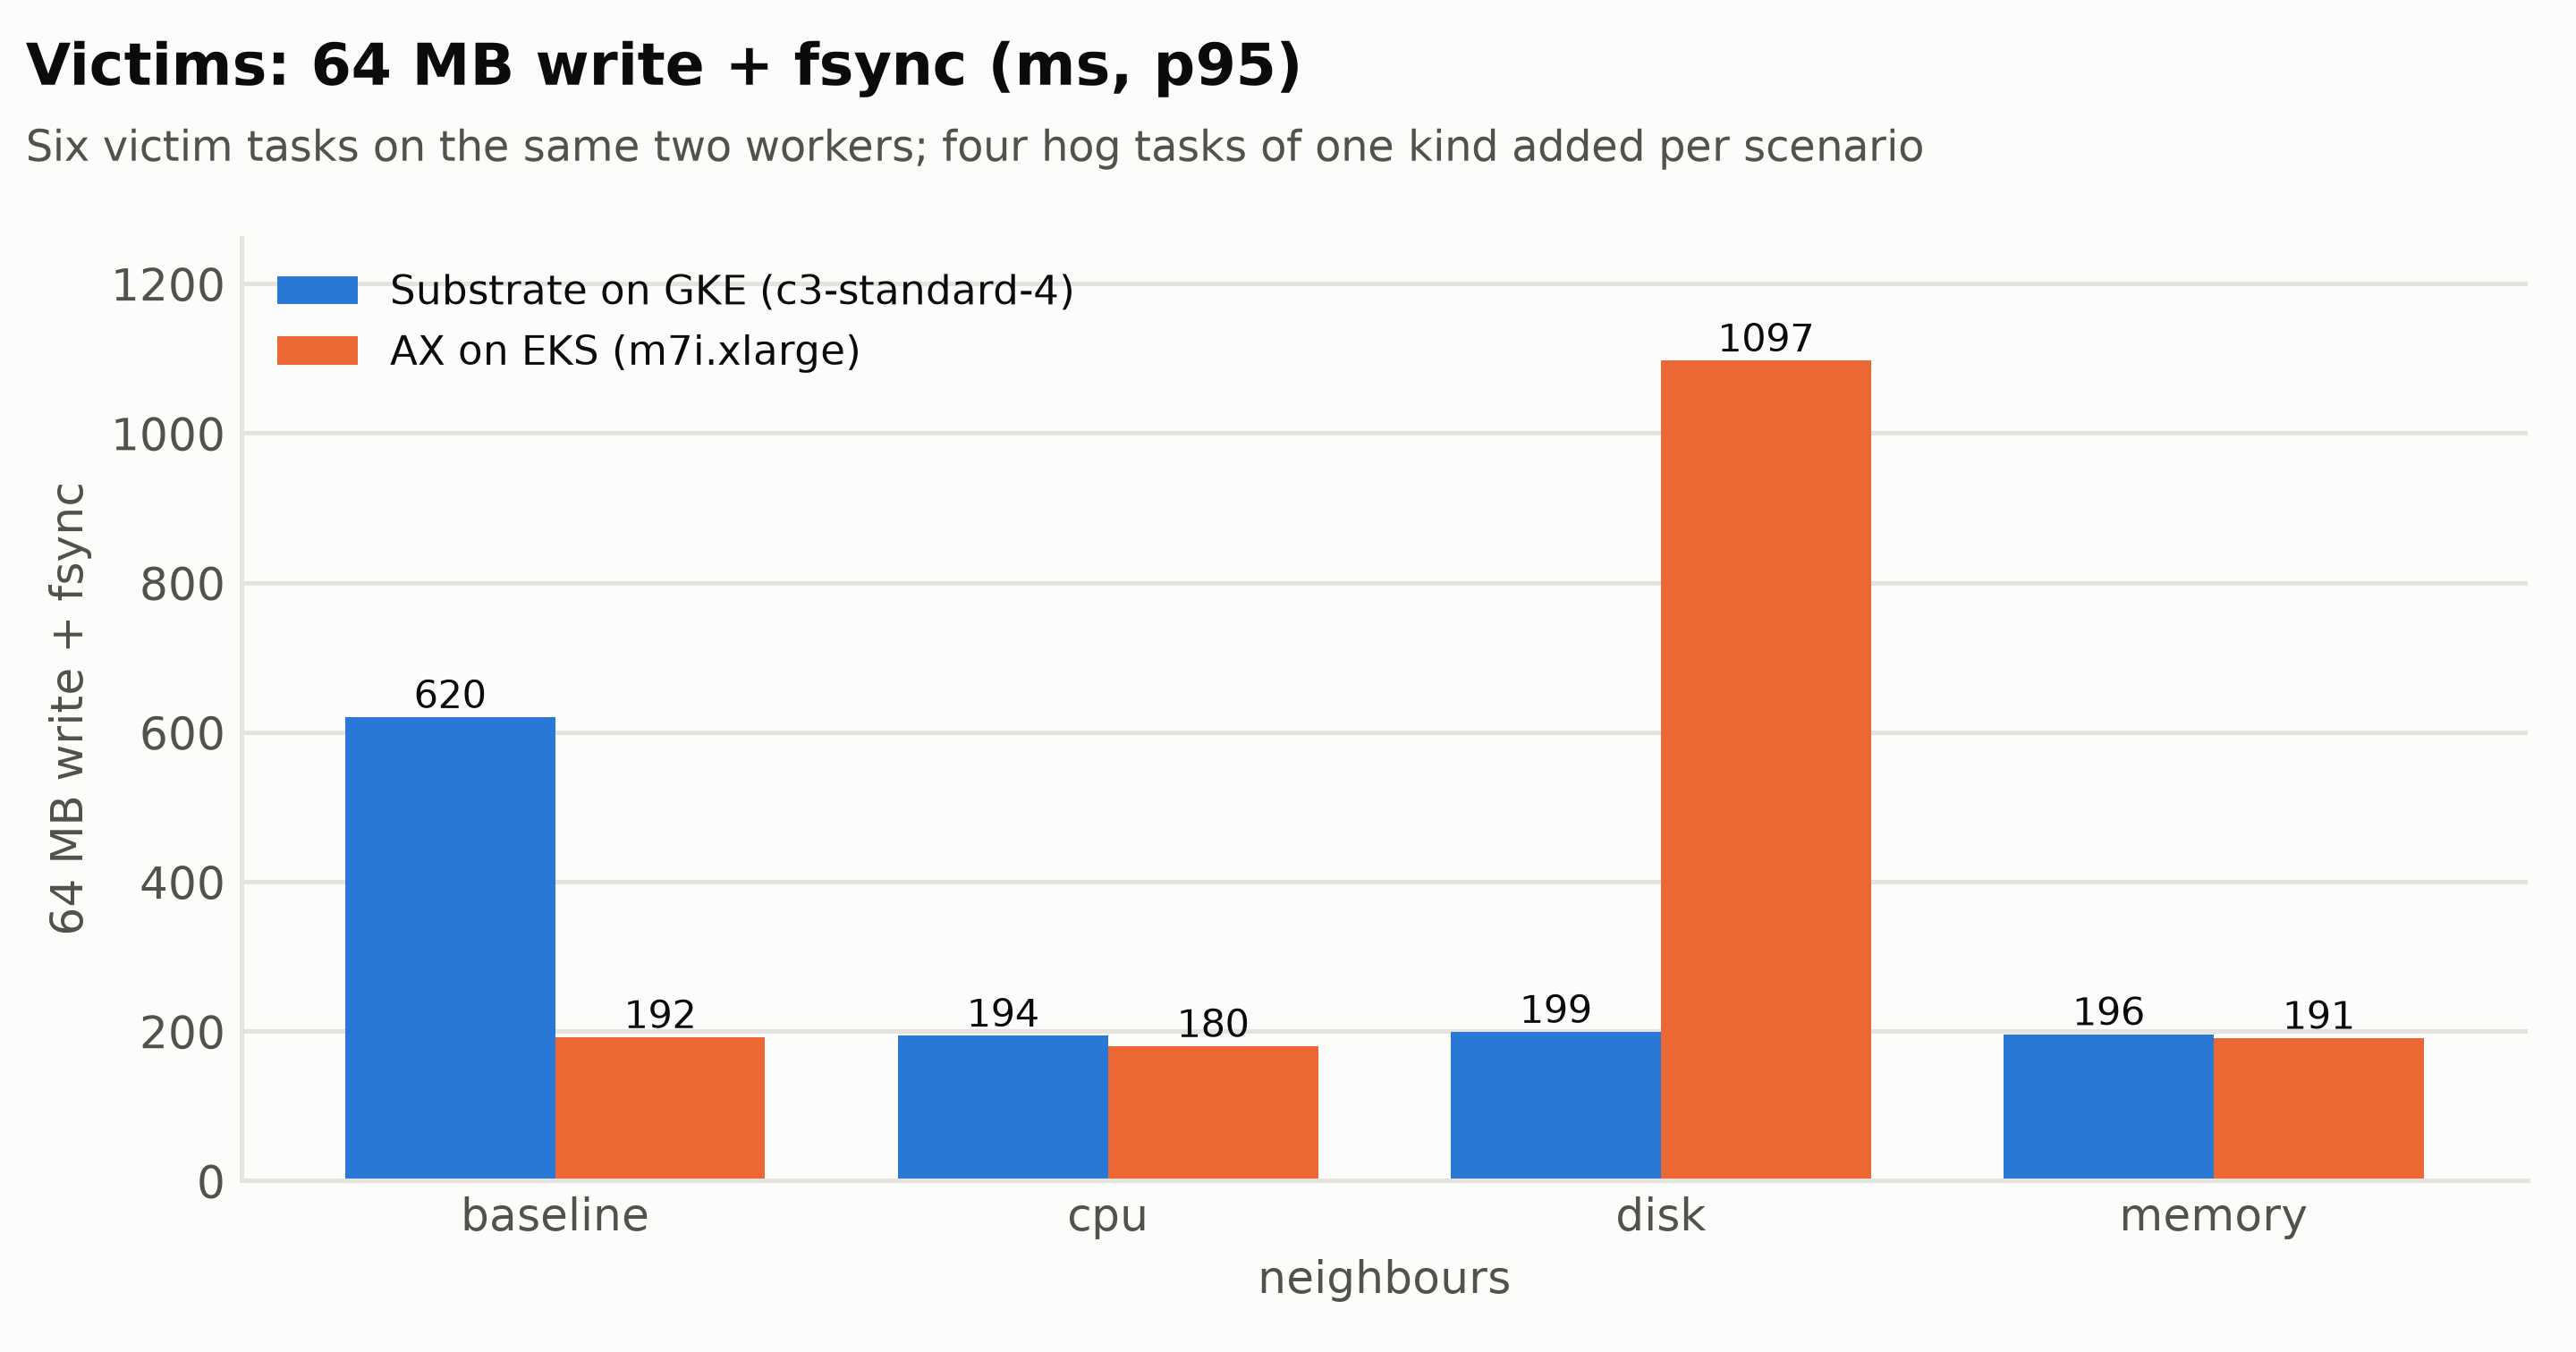 Victims: 64 MB write + fsync (ms, p95)
Six victim tasks on the same two workers; four hog tasks of one kind added per scenario
Substrate on GKE (c3-standard-4)
AX on EKS (m7i.xlarge)
64 MB write + fsync
1200
1000
800
600
400
200
0
620
192
194
180
199
1097
196
191
baseline
cpu
disk
memory
neighbours